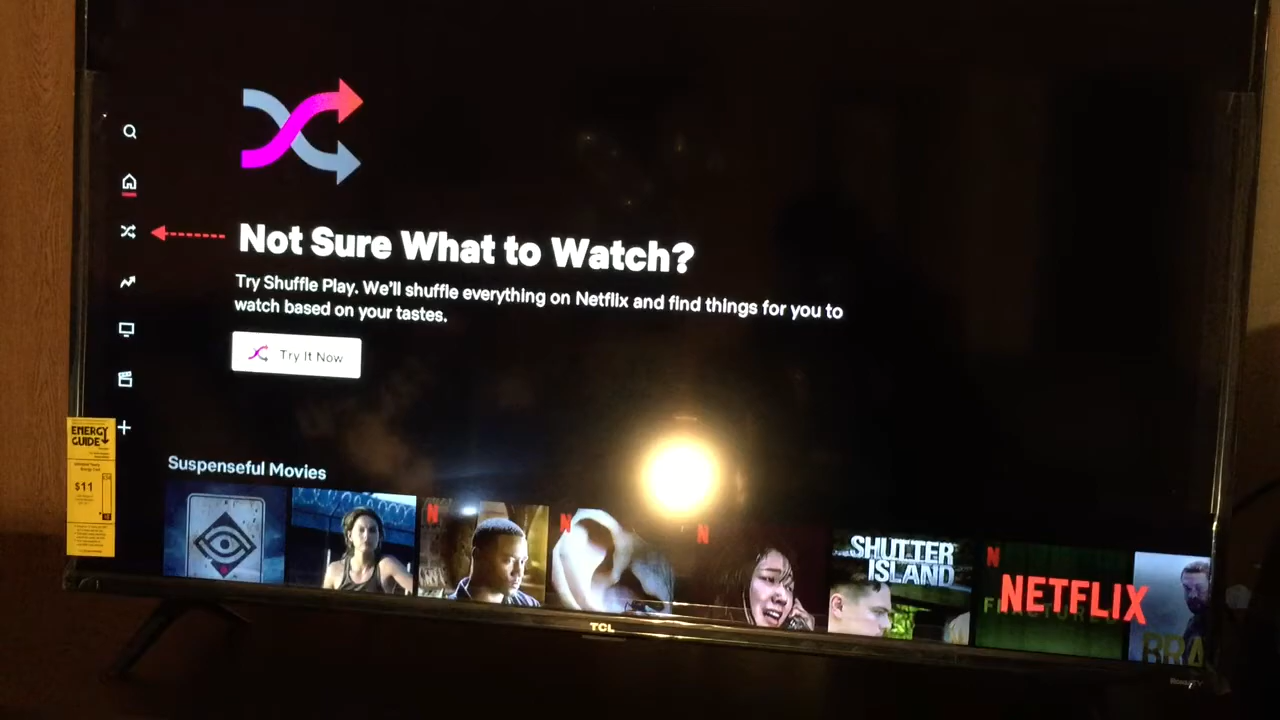 Not Sure What to Watch?
Try Shuffle Play. We'll shuffle everything on Netflix and find things for you to
watch based on your tastes.
Try It Now
ENERGY
GUIDE
$11
Suspenseful Movies
N
N
N
SHUTTER
ISLAND
N
NETFLIX
BRA
TCL